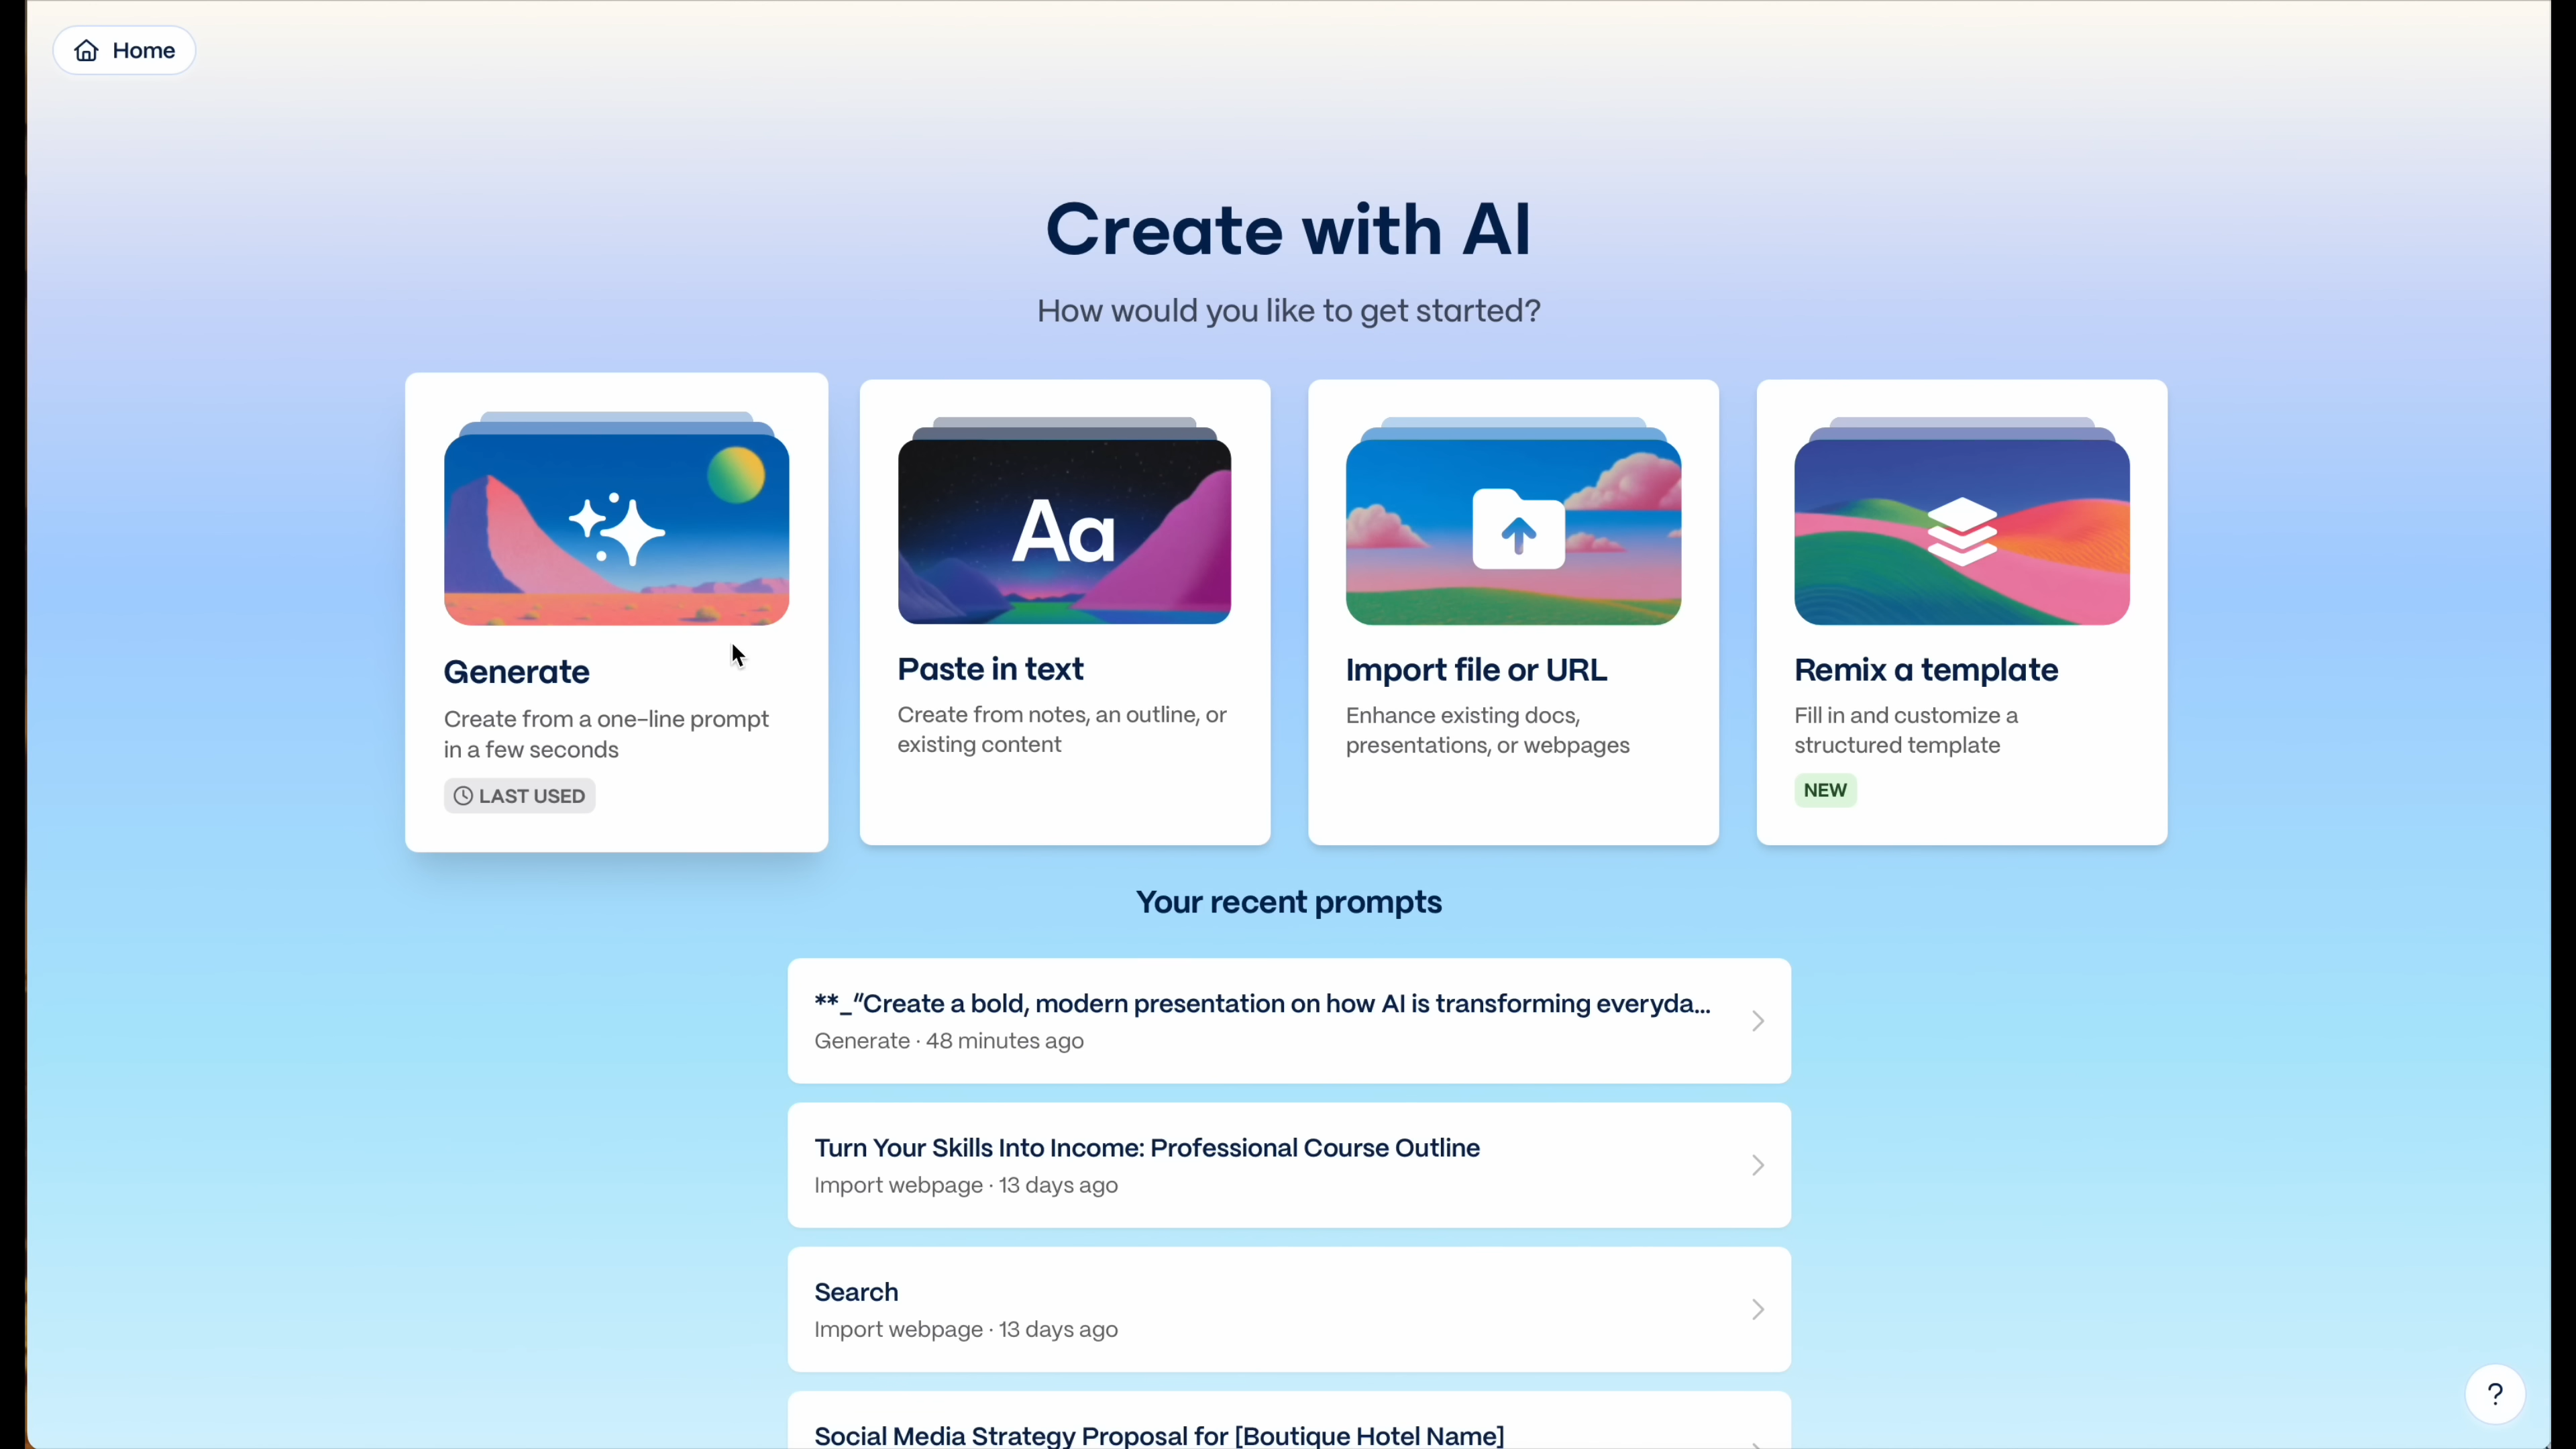 Home
Create with AI
How would you like to get started?
Aa
Generate
Create from a one-line prompt
in a few seconds
LAST USED
Paste in text
Create from notes, an outline, or
existing content
Import file or URL
Enhance existing docs,
presentations, or webpages
Remix a template
Fill in and customize a
structured template
NEW
Your recent prompts
**_“Create a bold, modern presentation on how AI is transforming everyda...
Generate · 48 minutes ago
Turn Your Skills Into Income: Professional Course Outline
Import webpage · 13 days ago
Search
Import webpage · 13 days ago
Social Media Strategy Proposal for [Boutique Hotel Name]
?